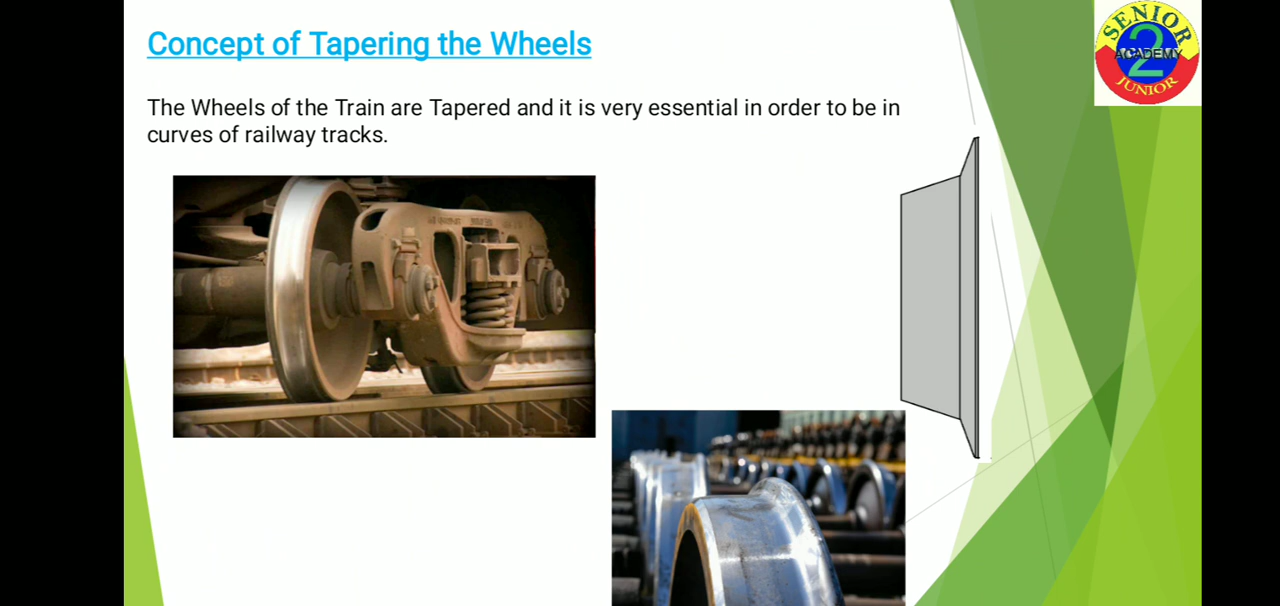 Concept of Tapering the Wheels
The Wheels of the Train are Tapered and it is very essential in order to be in
curves of railway tracks.
SENIOR
2
ACADEMY
JUNIOR